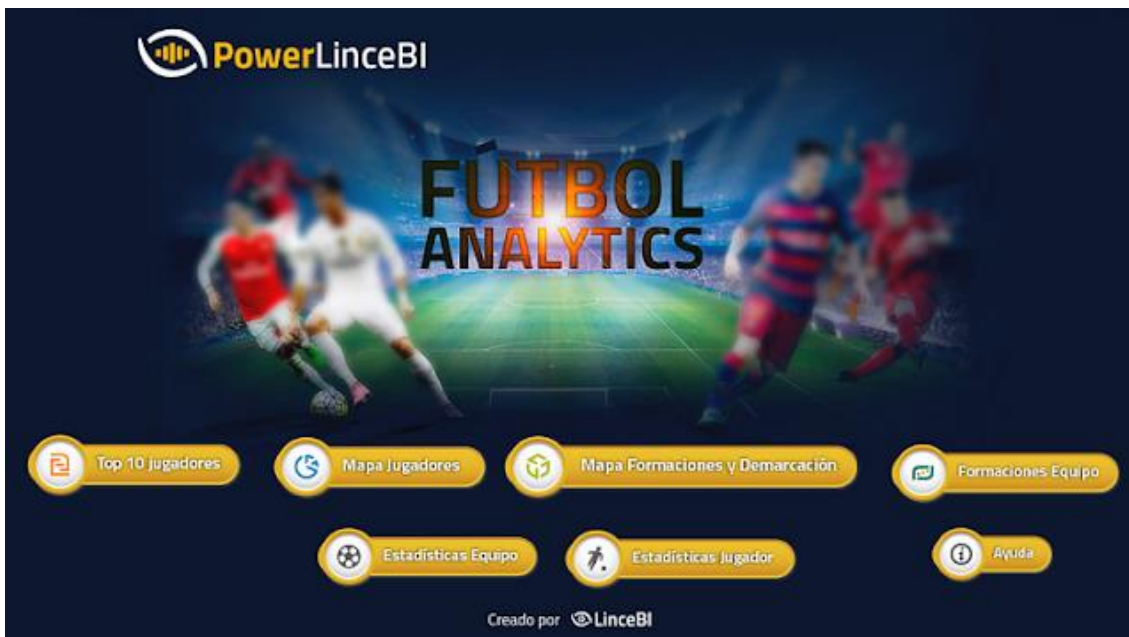 PowerLinceBI
FÚTBOL
ANALYTICS
Top 10 jugadores
Mapa Jugadores
Mapa Formaciones y Demarcación
Formaciones Equipo
Estadísticas Equipo
Estadísticas Jugador
Ayuda
Creado por LinceBI